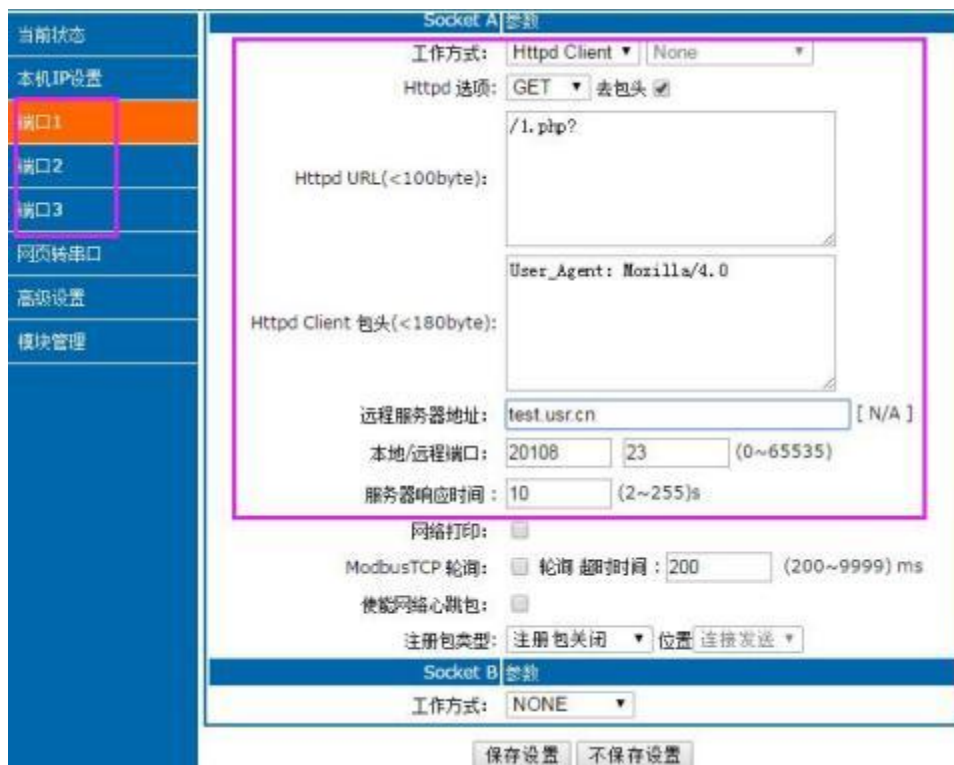 当前状态
本机IP设置
端口1
端口2
端口3
网页转串口
高级设置
模块管理
Socket A 参数
工作方式： Httpd Client None
Httpd 选项： GET 去包头
Httpd URL(<100byte)： /1.php?
Httpd Client 包头(<180byte)： User_Agent: Mozilla/4.0
远程服务器地址： test.usr.cn [ N/A ]
本地/远程端口： 20108 23 (0~65535)
服务器响应时间 : 10 (2~255)s
网络打印：
ModbusTCP 轮询： 轮询 超时时间 : 200 (200~9999) ms
使能网络心跳包：
注册包类型： 注册包关闭 位置 连接发送
Socket B 参数
工作方式： NONE
保存设置 不保存设置